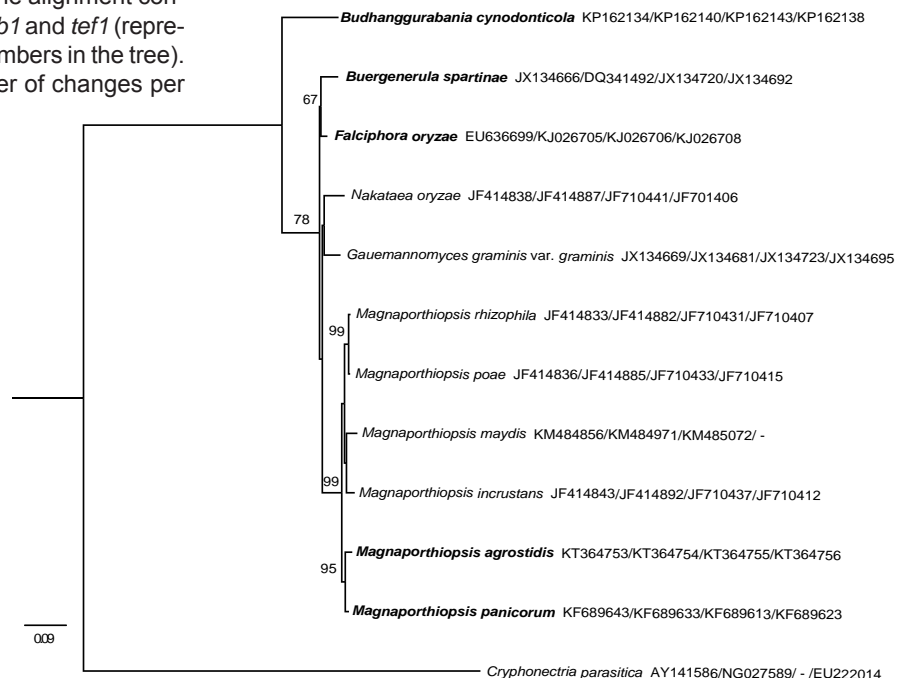 he alignment con-
b1 and tef1 (repre-
mbers in the tree).
er of changes per
Budhanggurabania cynodonticola KP162134/KP162140/KP162143/KP162138
Buergenerula spartinae JX134666/DQ341492/JX134720/JX134692
67
Falciphora oryzae EU636699/KJ026705/KJ026706/KJ026708
Nakataea oryzae JF414838/JF414887/JF710441/JF701406
78
Gauemannomyces graminis var. graminis JX134669/JX134681/JX134723/JX134695
Magnaporthiopsis rhizophila JF414833/JF414882/JF710431/JF710407
99
Magnaporthiopsis poae JF414836/JF414885/JF710433/JF710415
Magnaporthiopsis maydis KM484856/KM484971/KM485072/ -
99
Magnaporthiopsis incrustans JF414843/JF414892/JF710437/JF710412
Magnaporthiopsis agrostidis KT364753/KT364754/KT364755/KT364756
95
Magnaporthiopsis panicorum KF689643/KF689633/KF689613/KF689623
0.09
Cryphonectria parasitica AY141586/NG027589/ - /EU222014